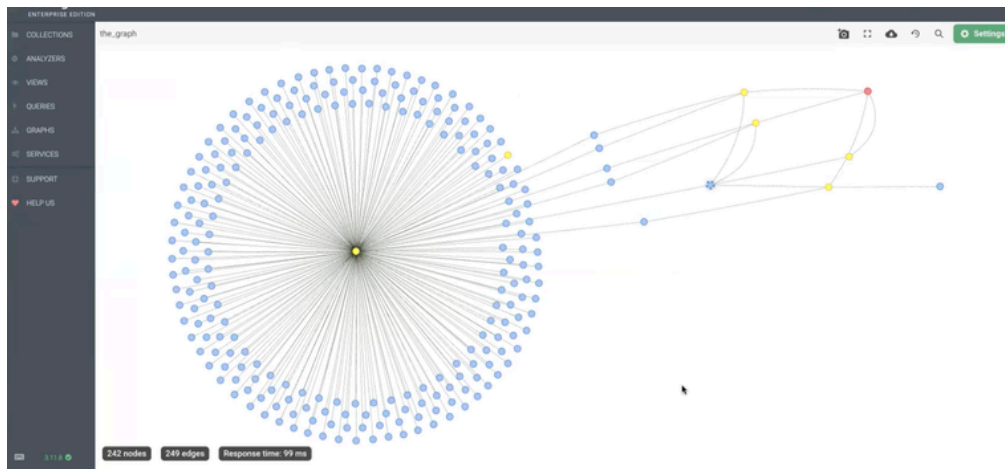 ENTERPRISE EDITION
COLLECTIONS
ANALYZERS
VIEWS
QUERIES
GRAPHS
SERVICES
SUPPORT
HELP US
the_graph
Settings
242 nodes
249 edges
Response time: 99 ms